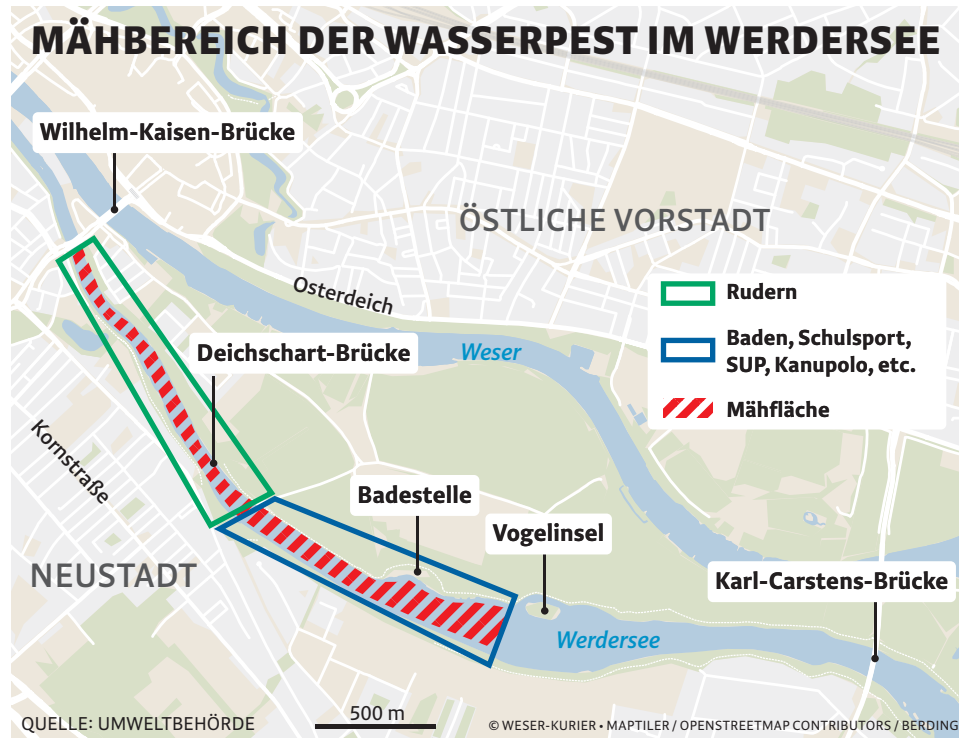 MÄHBEREICH DER WASSERPEST IM WERDERSEE
Wilhelm-Kaisen-Brücke
ÖSTLICHE VORSTADT
Osterdeich
Rudern
Baden, Schulsport,
SUP, Kanupolo, etc.
Mähfläche
Deichschart-Brücke
Weser
Kornstraße
Badestelle
Vogelinsel
NEUSTADT
Karl-Carstens-Brücke
Werdersee
500 m
QUELLE: UMWELTBEHÖRDE
© WESER-KURIER • MAPTILER / OPENSTREETMAP CONTRIBUTORS / BERDING